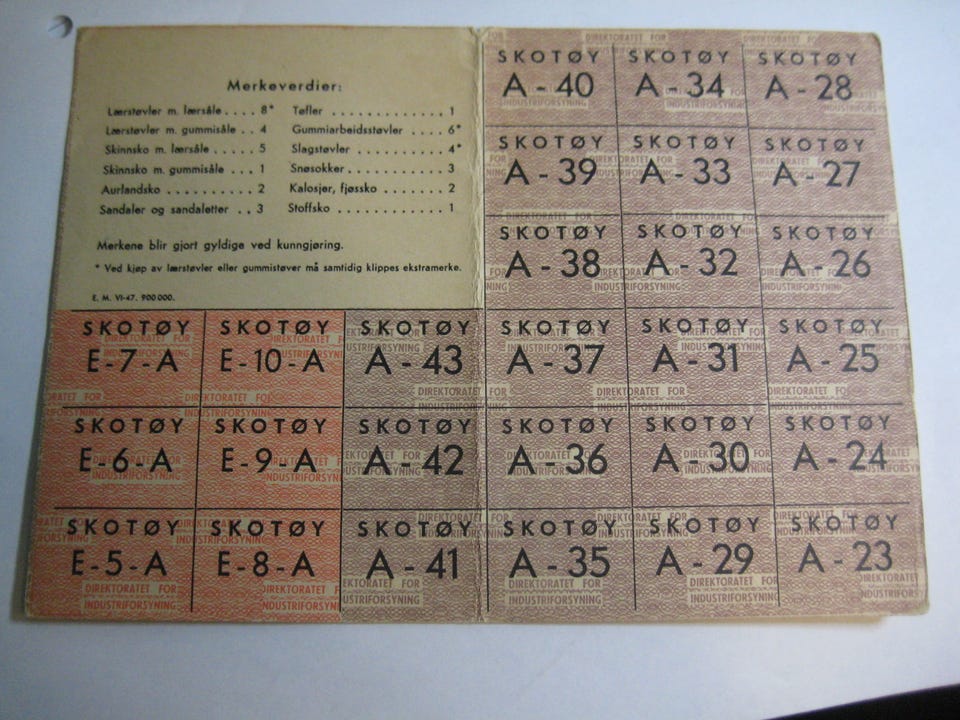 Merkeverdier:
Lærstøvler m. lærsåle . . . . 8*
Lærstøvler m. gummisåle . . 4
Skinnsko m. lærsåle . . . . . 5
Skinnsko m. gummisåle . . . 1
Aurlandsko . . . . . . . . . . . 2
Sandaler og sandaletter . . 3
Tøfler . . . . . . . . . . . . . 1
Gummiarbeidsstøvler . . . . . 6*
Slagstøvler . . . . . . . . . . 4*
Snøsokker . . . . . . . . . . . 3
Kalosjer, fjøssko . . . . . . . 2
Stoffsko . . . . . . . . . . . . 1
Merkene blir gjort gyldige ved kunngjøring.
* Ved kjøp av lærstøvler eller gummistøver må samtidig klippes ekstramerke.
E. M. VI-47. 900 000.
SKOTØY SKOTØY SKOTØY
A - 40 A - 34 A - 28
SKOTØY SKOTØY SKOTØY
A - 39 A - 33 A - 27
SKOTØY SKOTØY SKOTØY
A - 38 A - 32 A - 26
SKOTØY SKOTØY SKOTØY SKOTØY SKOTØY SKOTØY
E - 7 - A E - 10 - A A - 43 A - 37 A - 31 A - 25
SKOTØY SKOTØY SKOTØY SKOTØY SKOTØY SKOTØY
E - 6 - A E - 9 - A A - 42 A - 36 A - 30 A - 24
SKOTØY SKOTØY SKOTØY SKOTØY SKOTØY SKOTØY
E - 5 - A E - 8 - A A - 41 A - 35 A - 29 A - 23
DIREKTORATET FOR
INDUSTRIFORSYNING